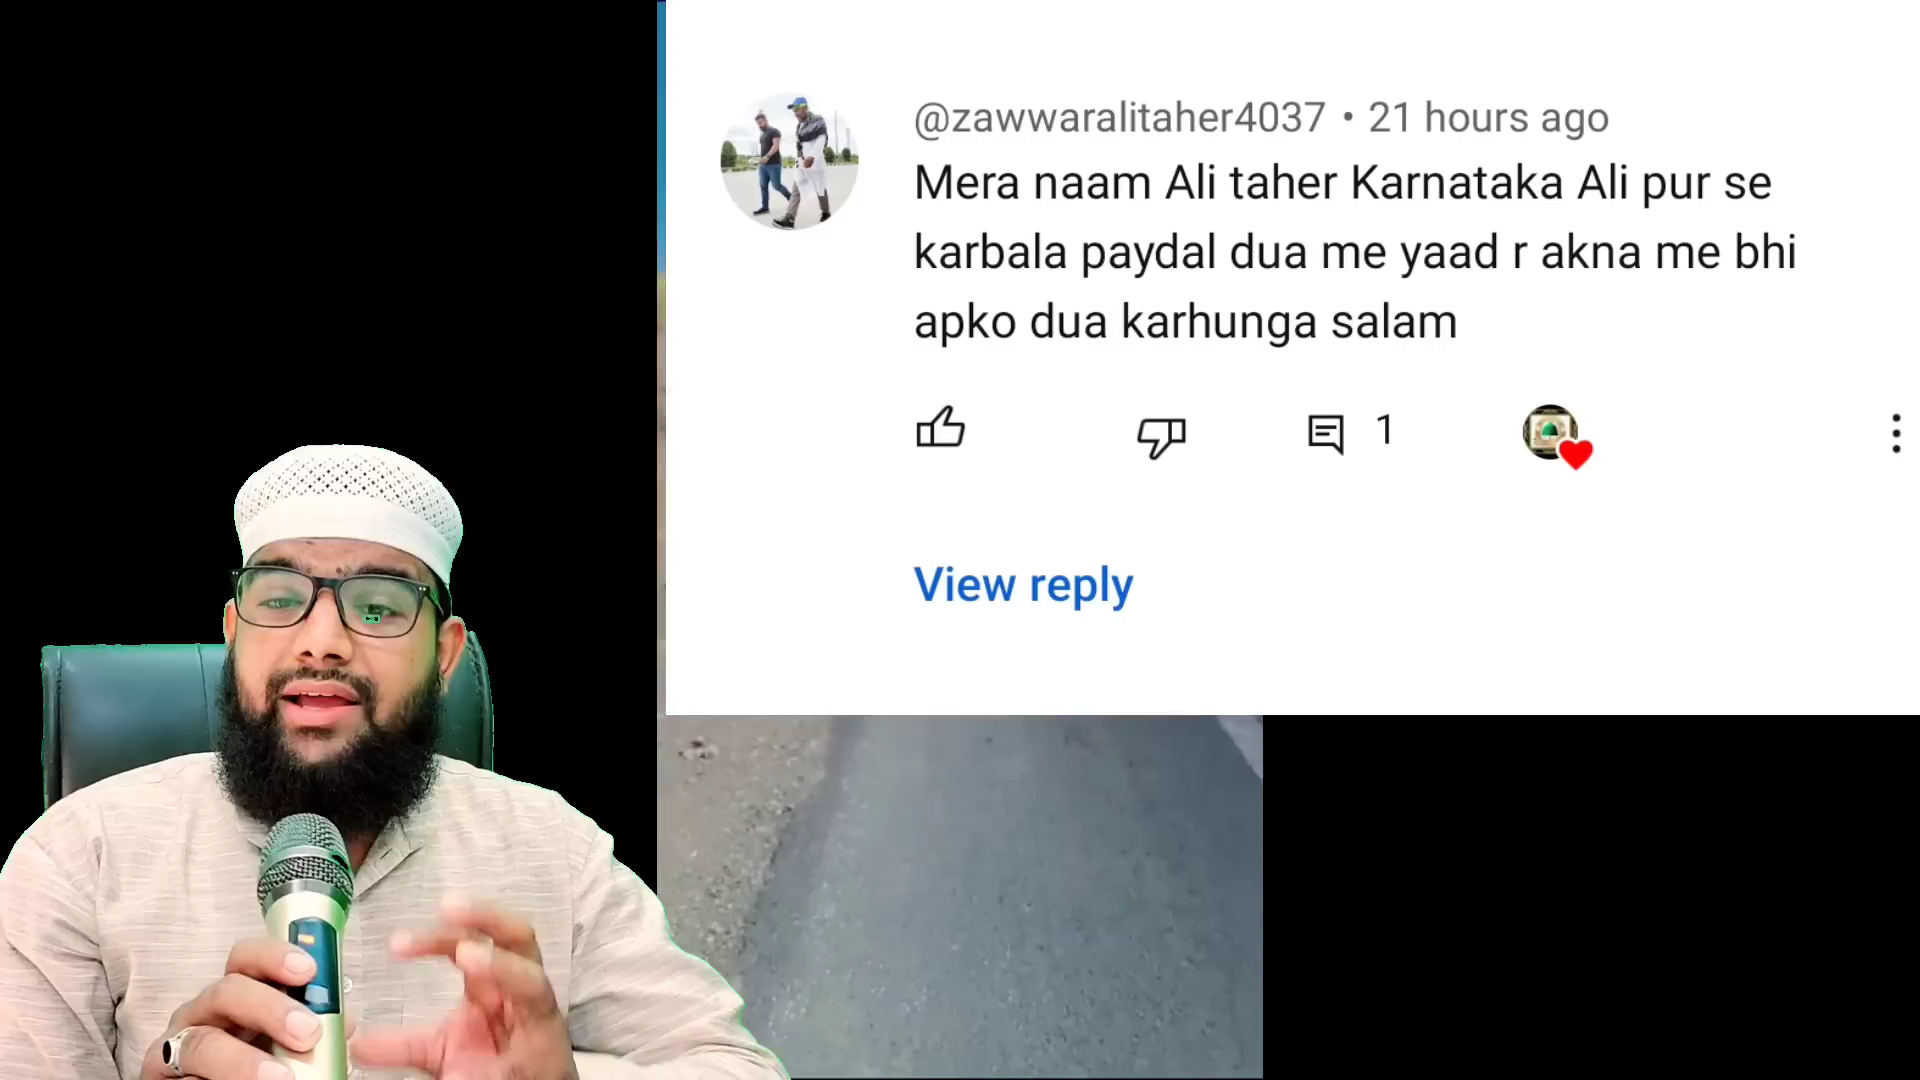 @zawwaralitaher4037 • 21 hours ago
Mera naam Ali taher Karnataka Ali pur se
karbala paydal dua me yaad r akna me bhi
apko dua karhunga salam
1
View reply